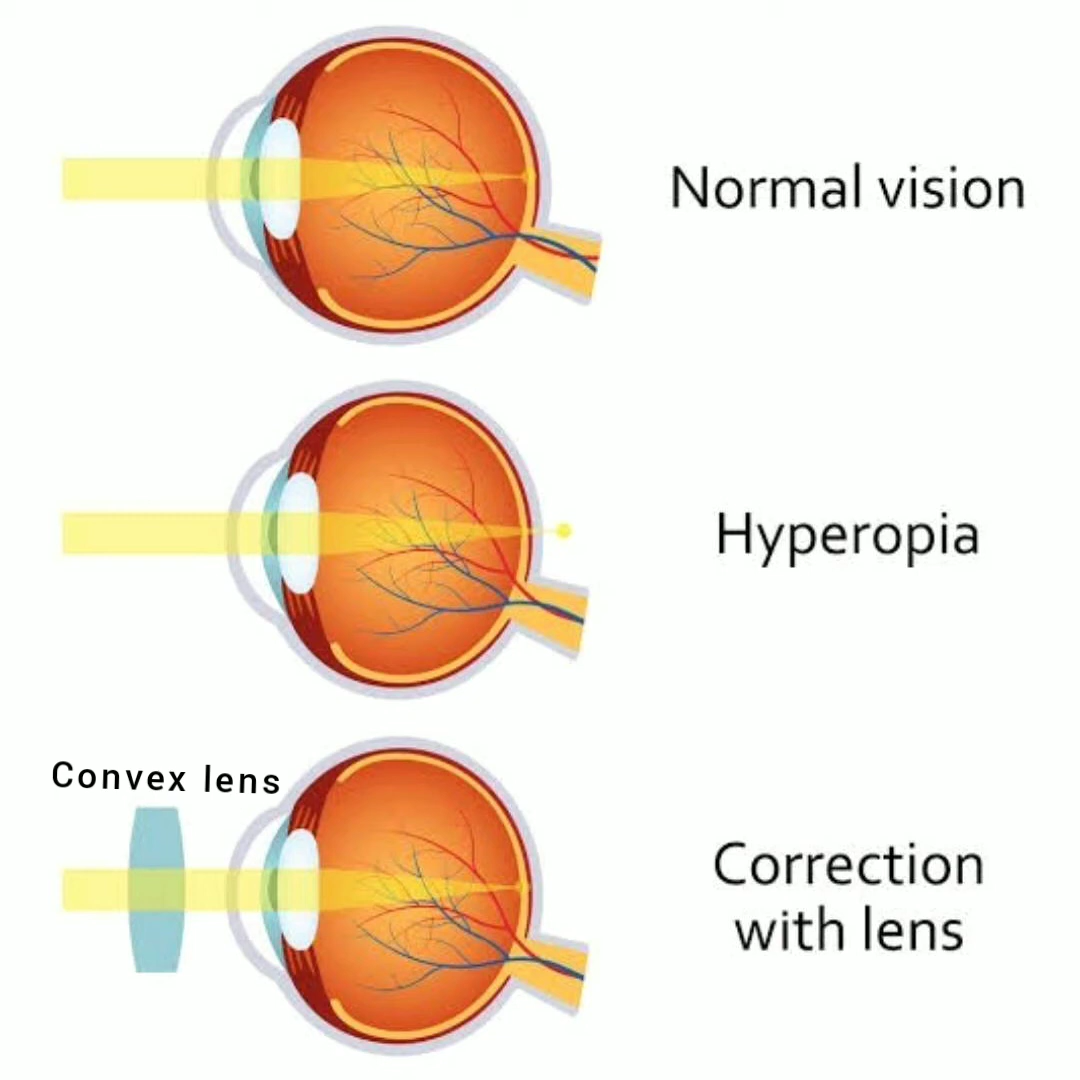 Normal vision
Hyperopia
Convex lens
Correction
with lens